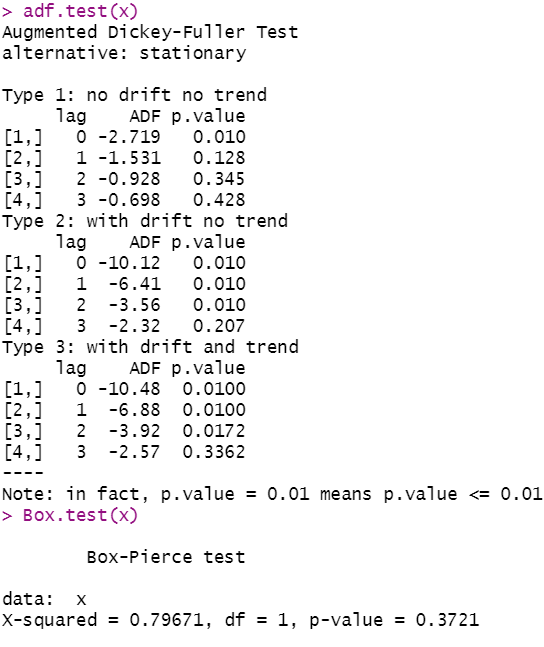 > adf.test(x)
Augmented Dickey-Fuller Test
alternative: stationary

Type 1: no drift no trend
     lag    ADF p.value
[1,]   0 -2.719   0.010
[2,]   1 -1.531   0.128
[3,]   2 -0.928   0.345
[4,]   3 -0.698   0.428
Type 2: with drift no trend
     lag    ADF p.value
[1,]   0 -10.12   0.010
[2,]   1  -6.41   0.010
[3,]   2  -3.56   0.010
[4,]   3  -2.32   0.207
Type 3: with drift and trend
     lag    ADF p.value
[1,]   0 -10.48  0.0100
[2,]   1  -6.88  0.0100
[3,]   2  -3.92  0.0172
[4,]   3  -2.57  0.3362
----
Note: in fact, p.value = 0.01 means p.value <= 0.01
> Box.test(x)

        Box-Pierce test

data:  x
X-squared = 0.79671, df = 1, p-value = 0.3721